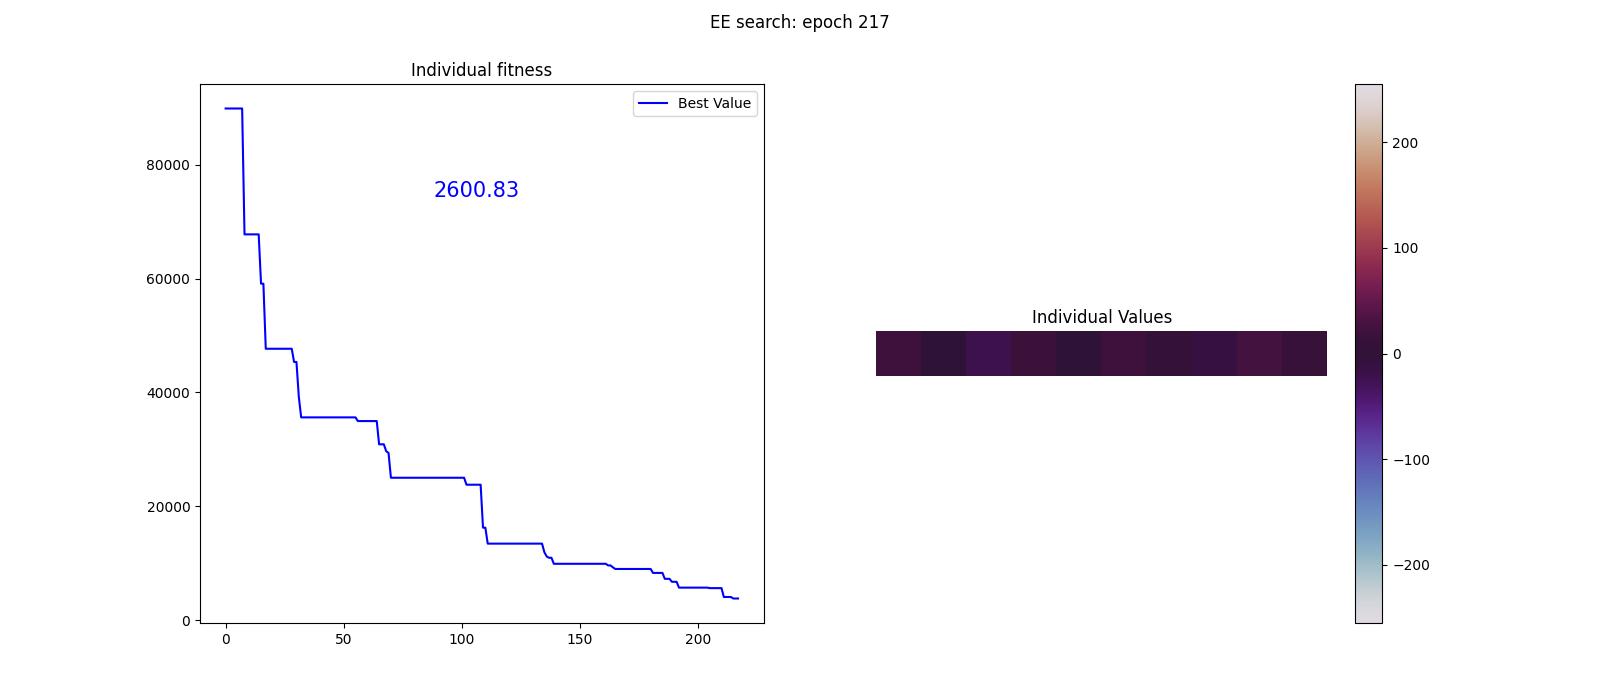 EE search: epoch 217
Individual fitness
Best Value
2600.83
80000
60000
40000
20000
0
0 50 100 150 200
Individual Values
200
100
0
−100
−200